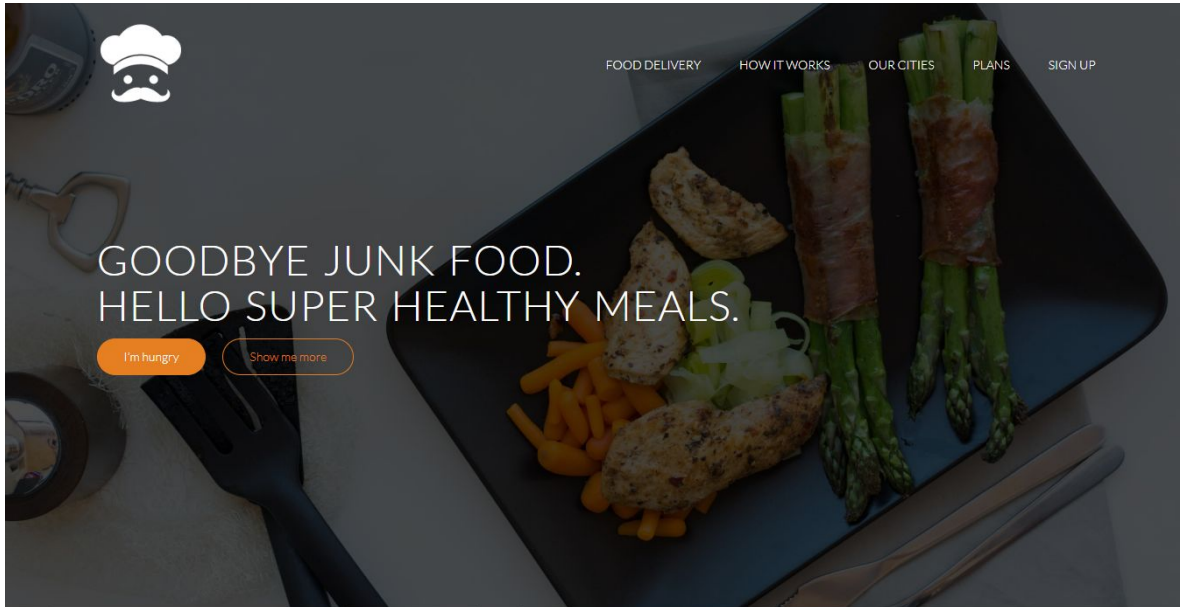 FOOD DELIVERY HOW IT WORKS OUR CITIES PLANS SIGN UP
GOODBYE JUNK FOOD.
HELLO SUPER HEALTHY MEALS.
I'm hungry Show me more